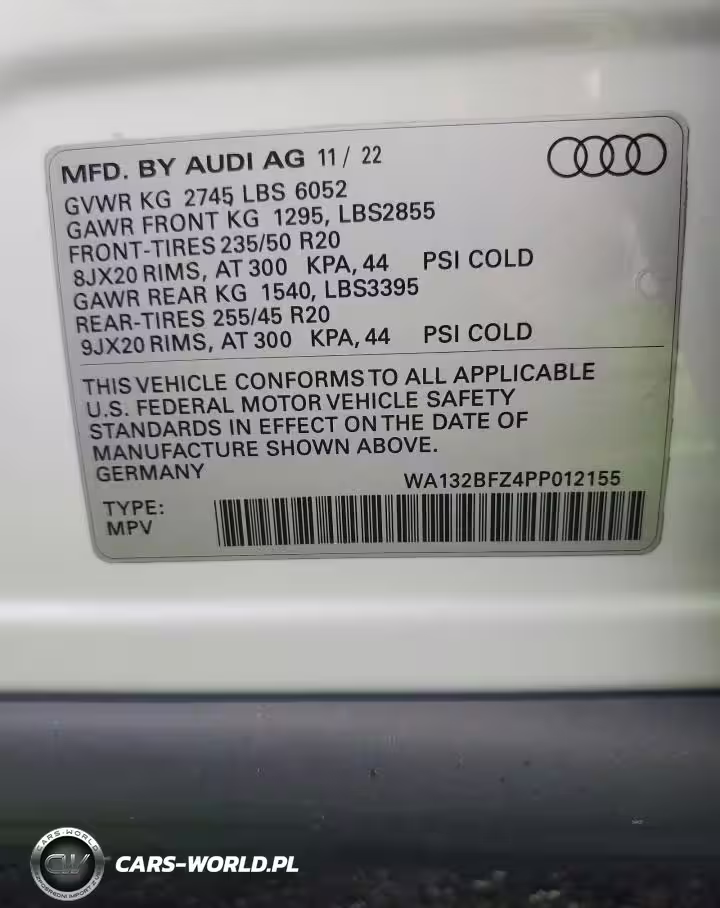 MFD. BY AUDI AG 11/ 22
GVWR KG 2745 LBS 6052
GAWR FRONT KG 1295, LBS2855
FRONT-TIRES 235/50 R20
8JX20 RIMS, AT 300 KPA, 44 PSI COLD
GAWR REAR KG 1540, LBS3395
REAR-TIRES 255/45 R20
9JX20 RIMS, AT 300 KPA, 44 PSI COLD
THIS VEHICLE CONFORMS TO ALL APPLICABLE
U.S. FEDERAL MOTOR VEHICLE SAFETY
STANDARDS IN EFFECT ON THE DATE OF
MANUFACTURE SHOWN ABOVE.
GERMANY
WA132BFZ4PP012155
TYPE:
MPV
CARS-WORLD
CW
CARS-WORLD.PL